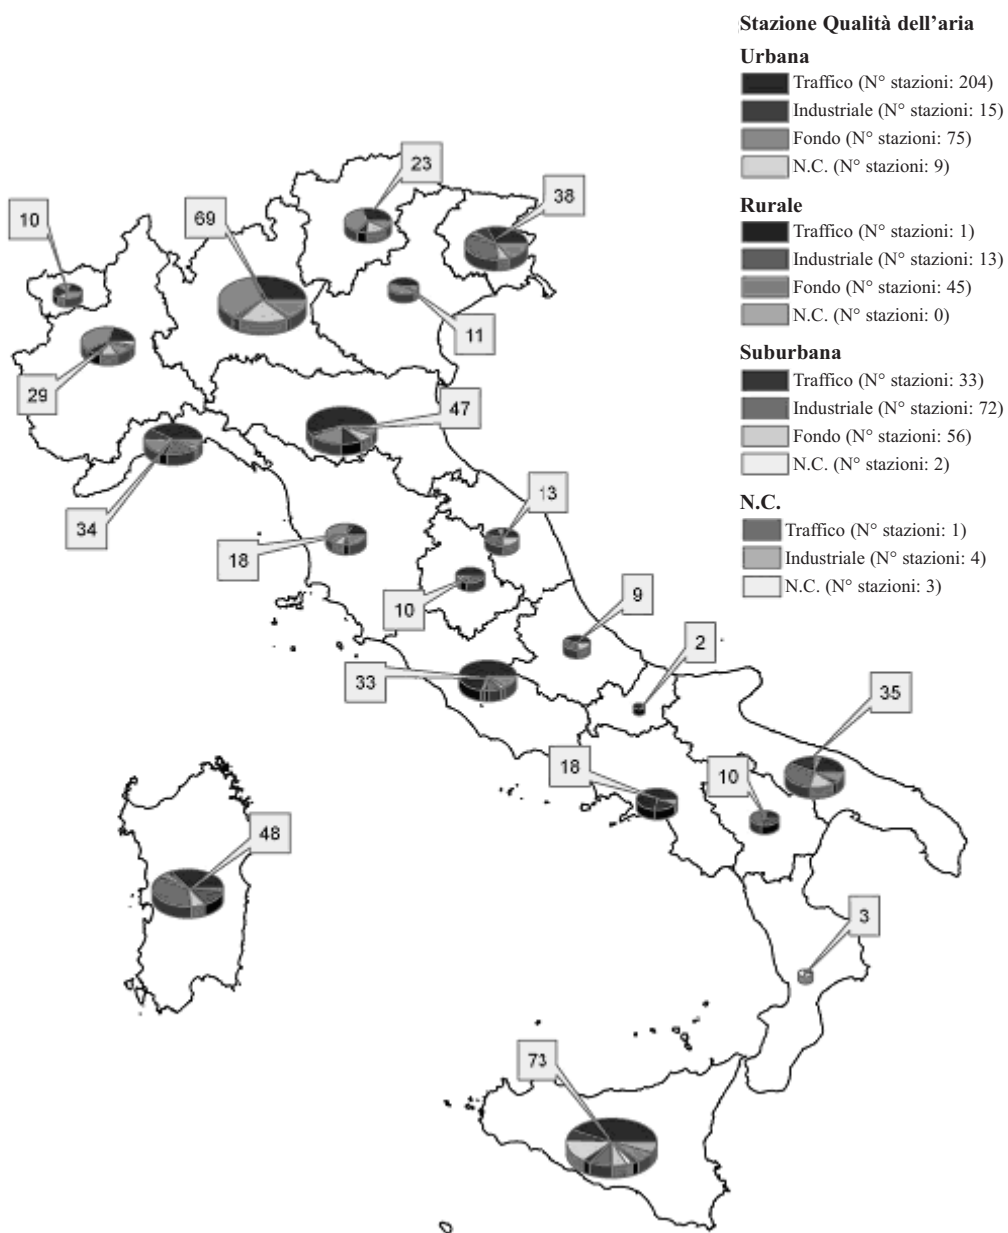 Stazione Qualità dell'aria
Urbana
Traffico (N° stazioni: 204)
Industriale (N° stazioni: 15)
Fondo (N° stazioni: 75)
N.C. (N° stazioni: 9)
Rurale
Traffico (N° stazioni: 1)
Industriale (N° stazioni: 13)
Fondo (N° stazioni: 45)
N.C. (N° stazioni: 0)
Suburbana
Traffico (N° stazioni: 33)
Industriale (N° stazioni: 72)
Fondo (N° stazioni: 56)
N.C. (N° stazioni: 2)
N.C.
Traffico (N° stazioni: 1)
Industriale (N° stazioni: 4)
N.C. (N° stazioni: 3)
23
38
10
69
11
29
47
34
13
18
10
9
2
33
35
18
10
48
3
73